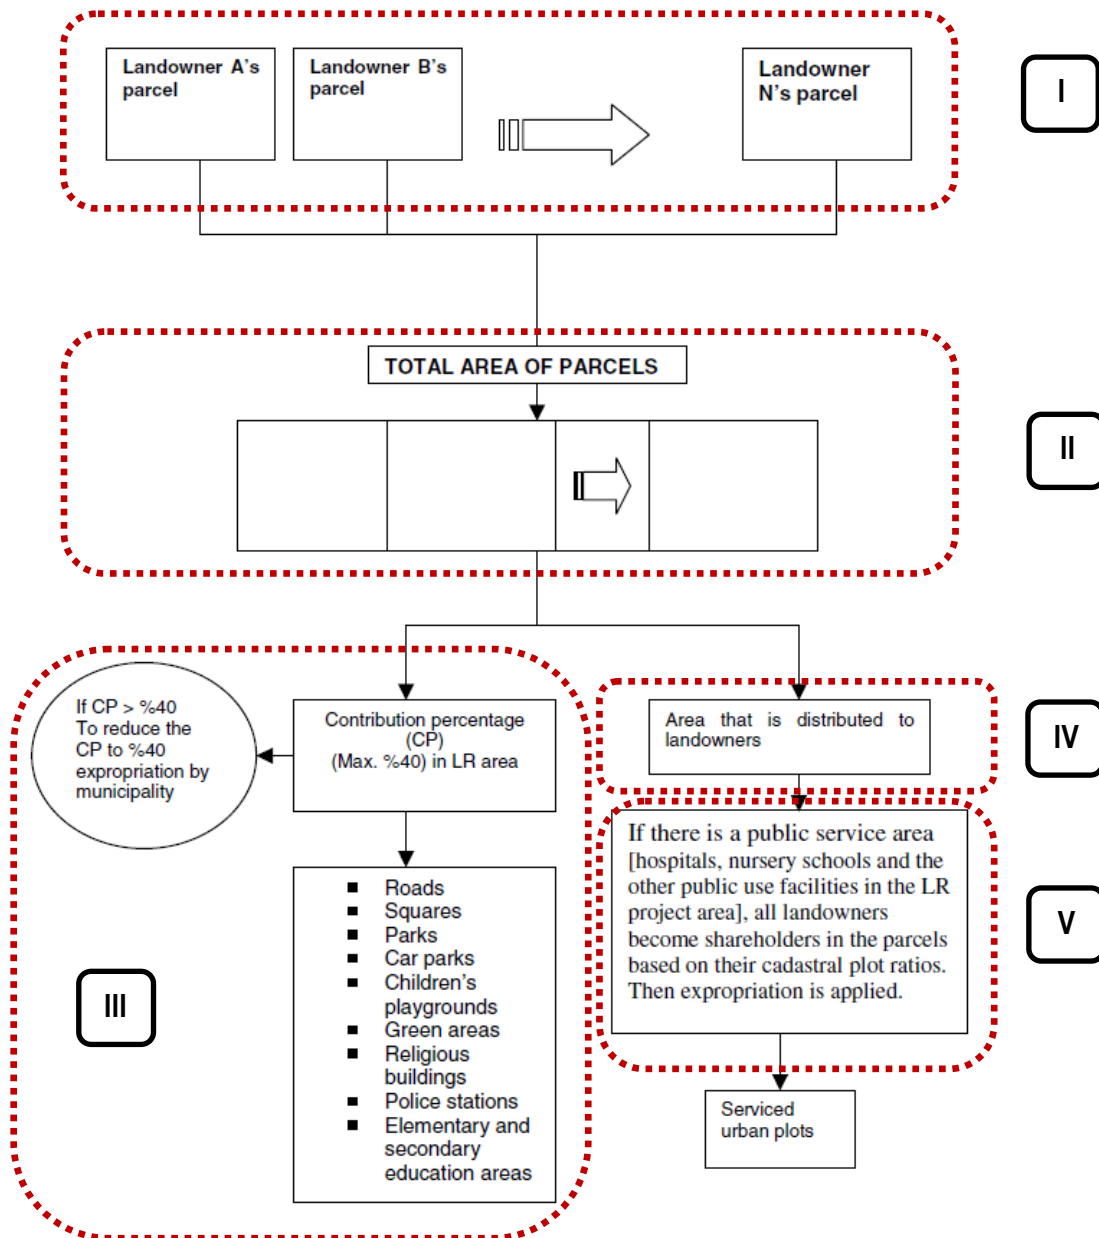 Landowner A's
parcel
Landowner B's
parcel
Landowner
N's parcel
I
TOTAL AREA OF PARCELS
II
If CP > %40
To reduce the
CP to %40
expropriation by
municipality
Contribution percentage
(CP)
(Max. %40) in LR area
Area that is distributed to
landowners
IV
If there is a public service area
[hospitals, nursery schools and the
other public use facilities in the LR
project area], all landowners
become shareholders in the parcels
based on their cadastral plot ratios.
Then expropriation is applied.
V
III
■ Roads
■ Squares
■ Parks
■ Car parks
■ Children's
playgrounds
■ Green areas
■ Religious
buildings
■ Police stations
■ Elementary and
secondary
education areas
Serviced
urban plots